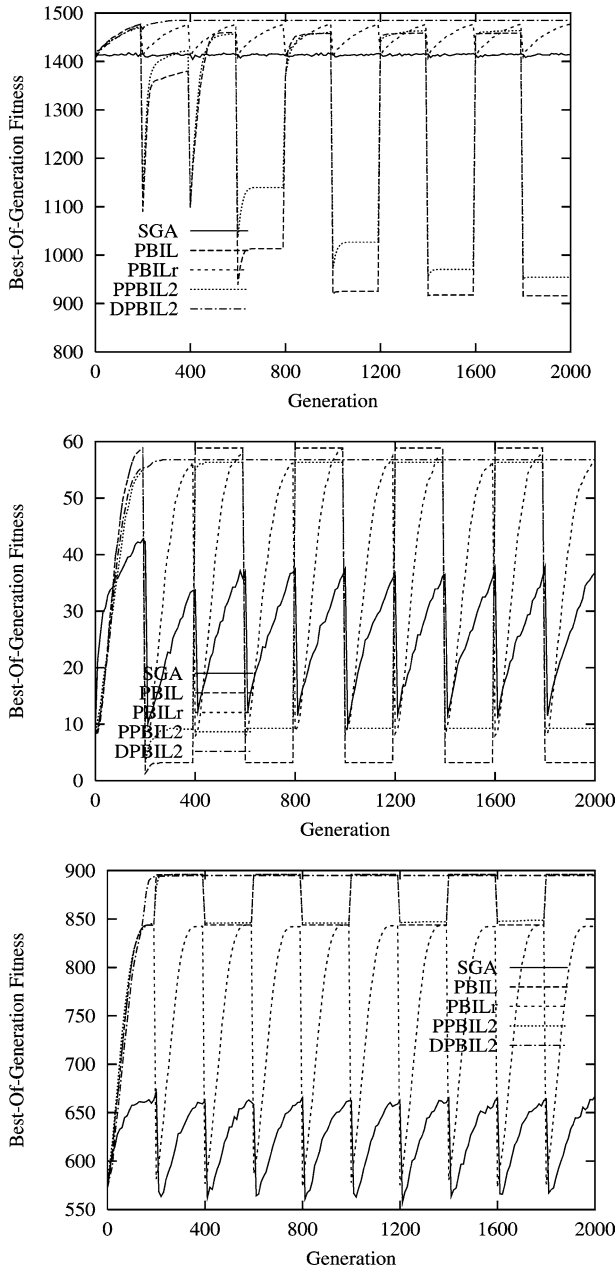 1500
1400
1300
1200
1100
1000
900
800
Best-Of-Generation Fitness
SGA
PBIL
PBILr
PPBIL2
DPBIL2
0 400 800 1200 1600 2000
Generation
60
50
40
30
20
10
0
Best-Of-Generation Fitness
SGA
PBIL
PBILr
PPBIL2
DPBIL2
0 400 800 1200 1600 2000
Generation
900
850
800
750
700
650
600
550
Best-Of-Generation Fitness
SGA
PBIL
PBILr
PPBIL2
DPBIL2
0 400 800 1200 1600 2000
Generation